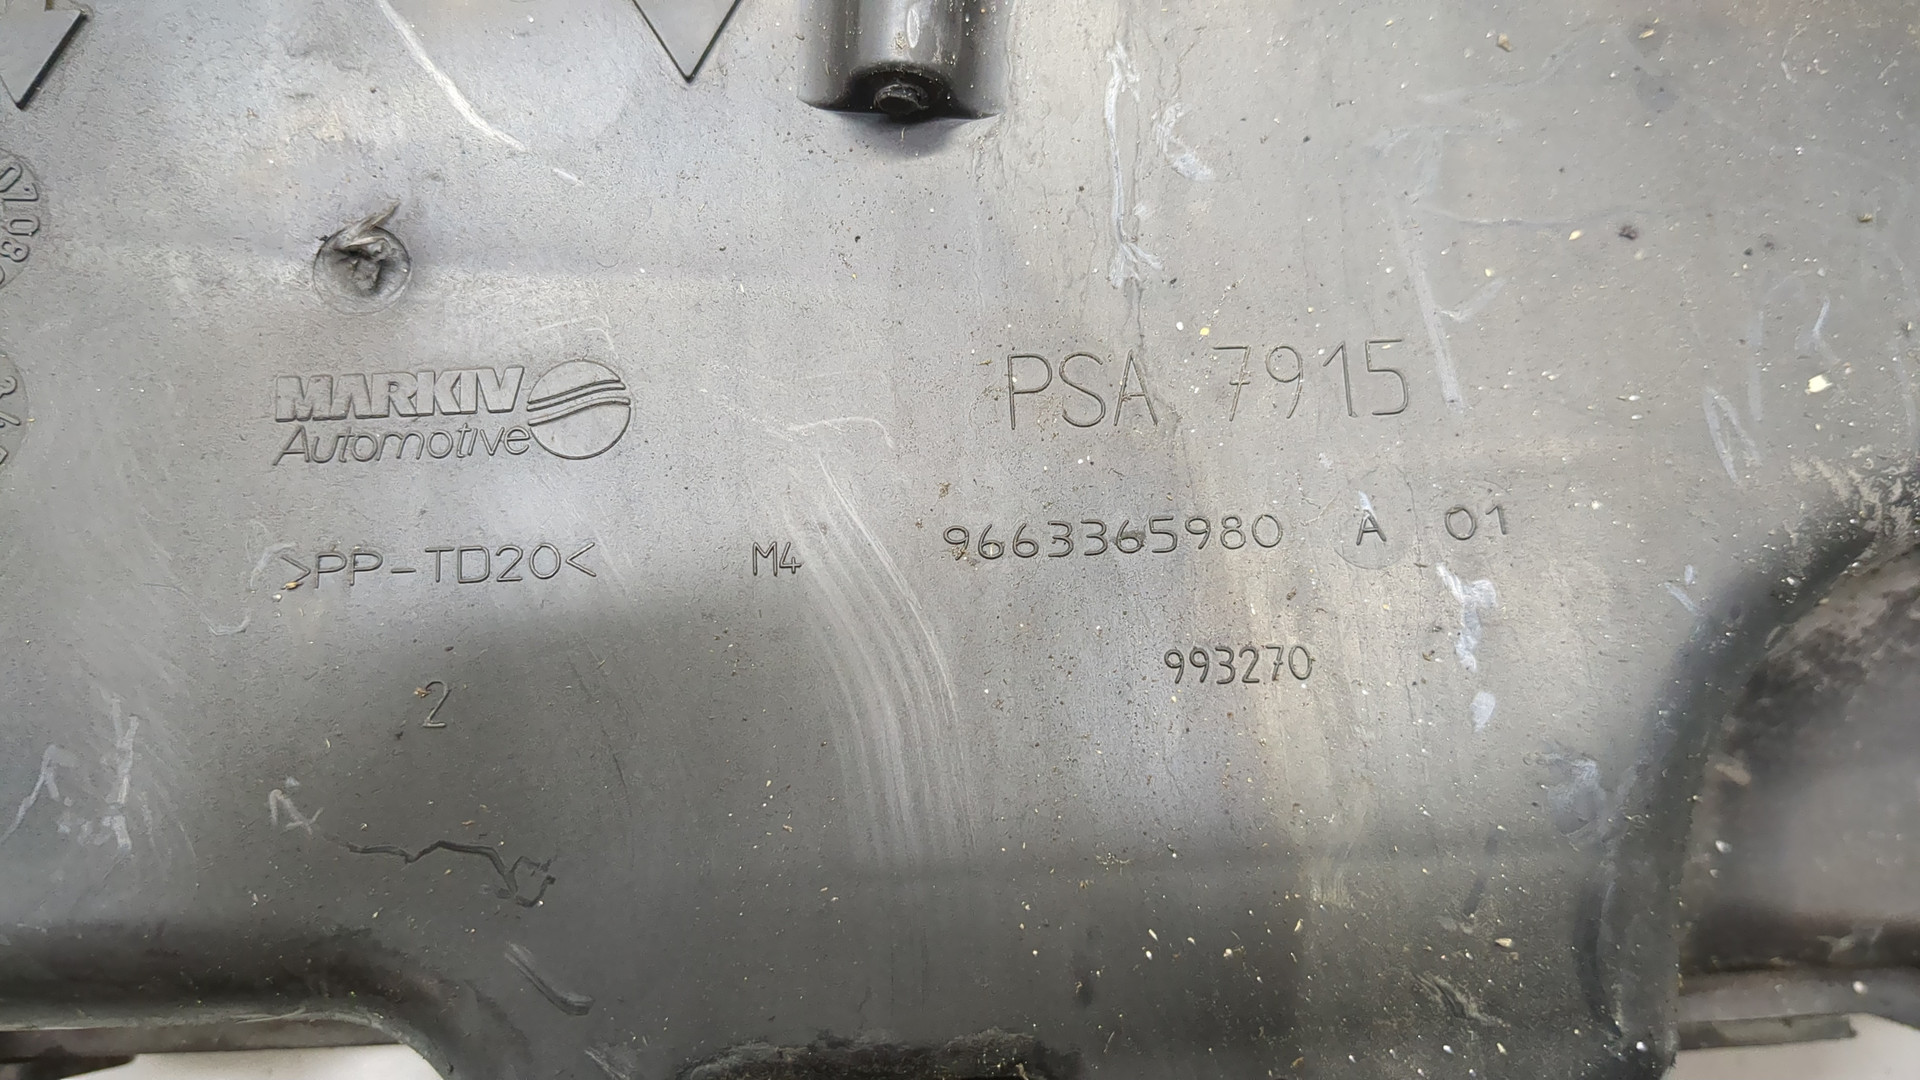 MARKIV
Automotive
PSA 7915
>PP-TD20<
M4
9663365980 A 01
993270
2